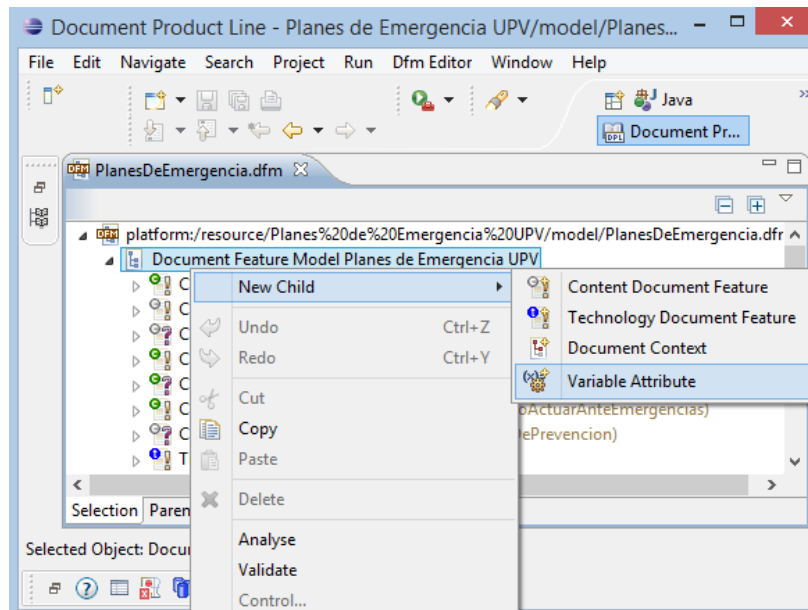 Document Product Line - Planes de Emergencia UPV/model/Planes...
File Edit Navigate Search Project Run Dfm Editor Window Help
Java
Document Pr...
PlanesDeEmergencia.dfm
platform:/resource/Planes%20de%20Emergencia%20UPV/model/PlanesDeEmergencia.dfr
Document Feature Model Planes de Emergencia UPV
C
C
C
C
C
C
C
T
New Child
Undo Ctrl+Z
Redo Ctrl+Y
Cut
Copy
Paste
Delete
Analyse
Validate
Control...
Content Document Feature
Technology Document Feature
Document Context
Variable Attribute
oActuarAnteEmergencias)
ePrevencion)
Selection Paren
Selected Object: Docu